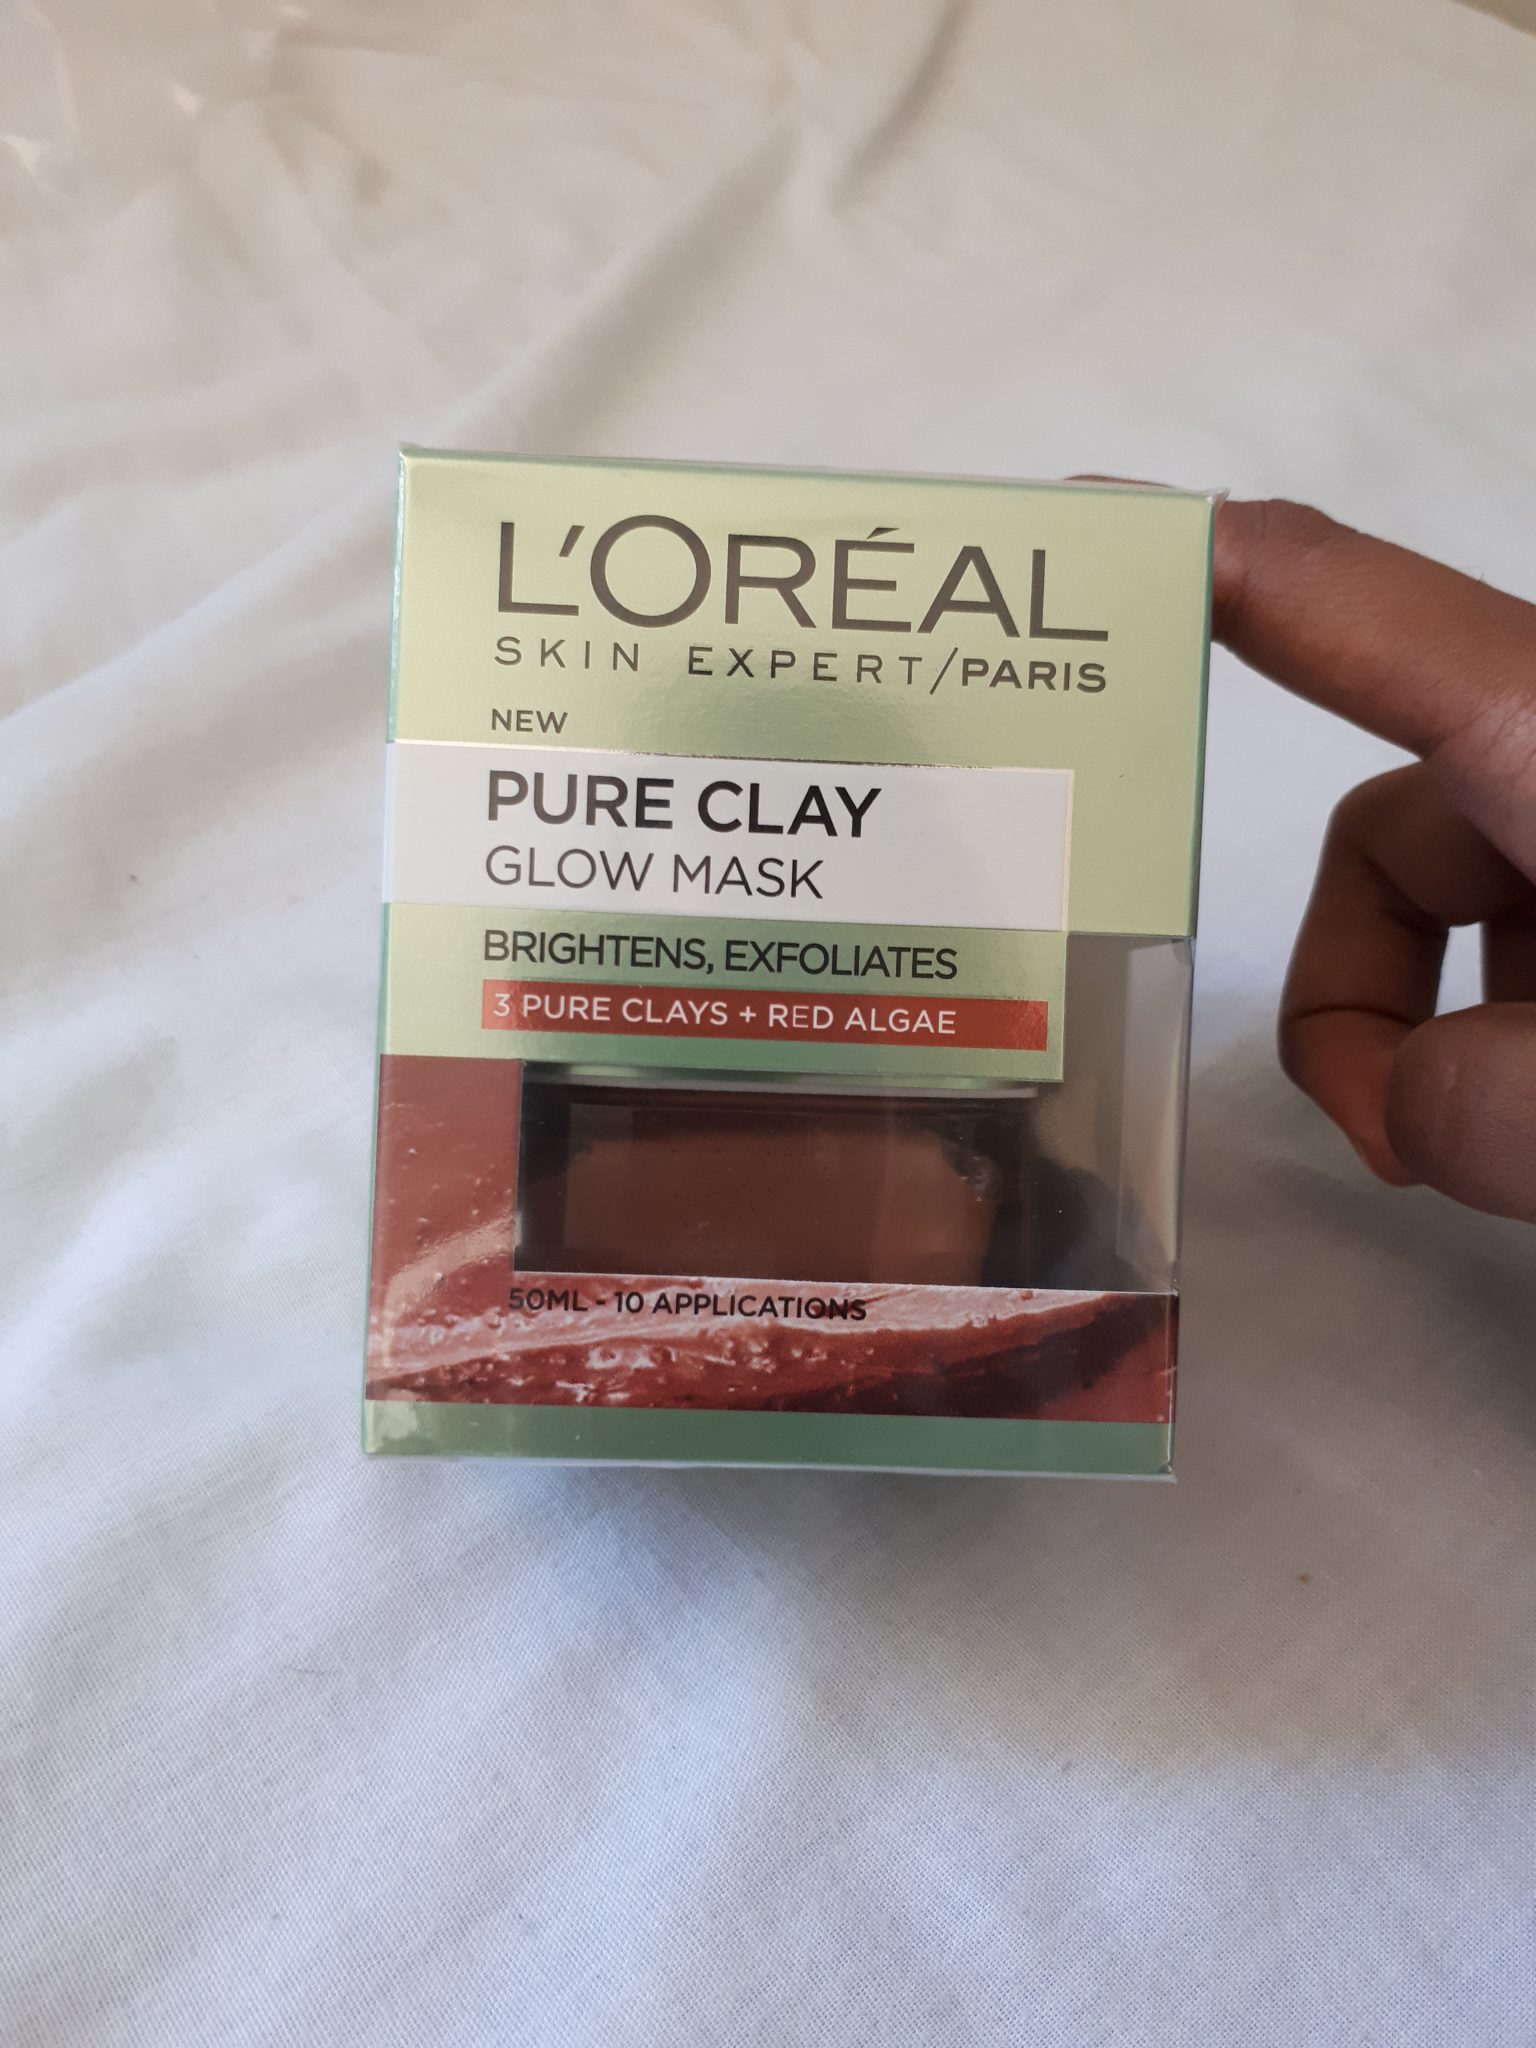 L'ORÉAL
SKIN EXPERT/PARIS
NEW
PURE CLAY
GLOW MASK
BRIGHTENS, EXFOLIATES
3 PURE CLAYS + RED ALGAE
50ML - 10 APPLICATIONS